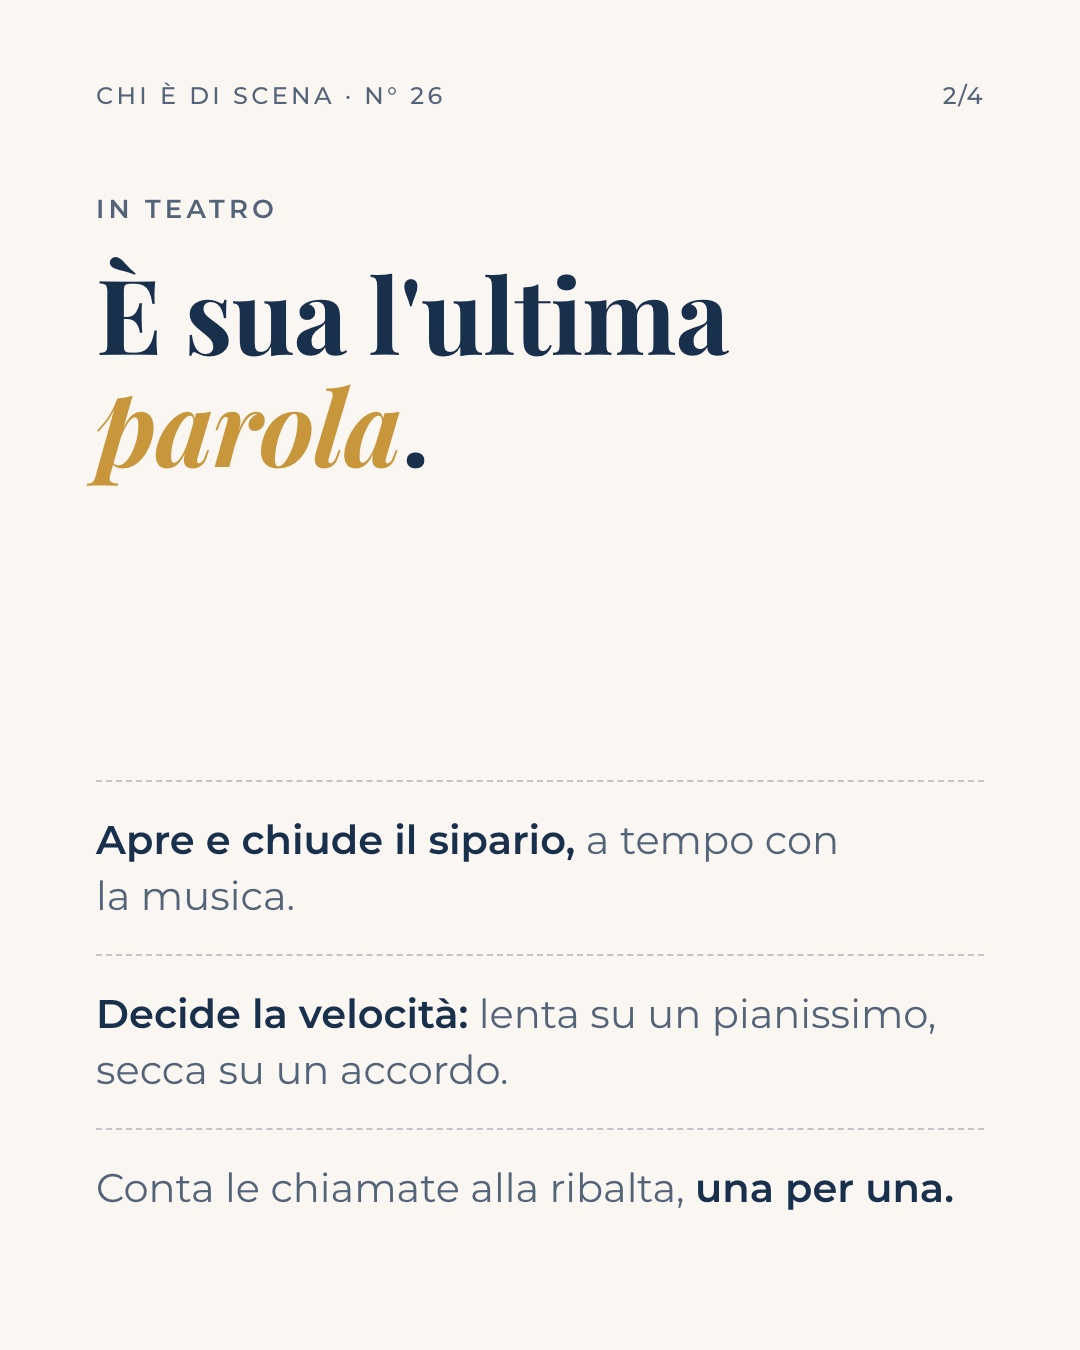 CHI È DI SCENA · N° 26
2/4
IN TEATRO
È sua l'ultima
parola.
Apre e chiude il sipario, a tempo con
la musica.
Decide la velocità: lenta su un pianissimo,
secca su un accordo.
Conta le chiamate alla ribalta, una per una.